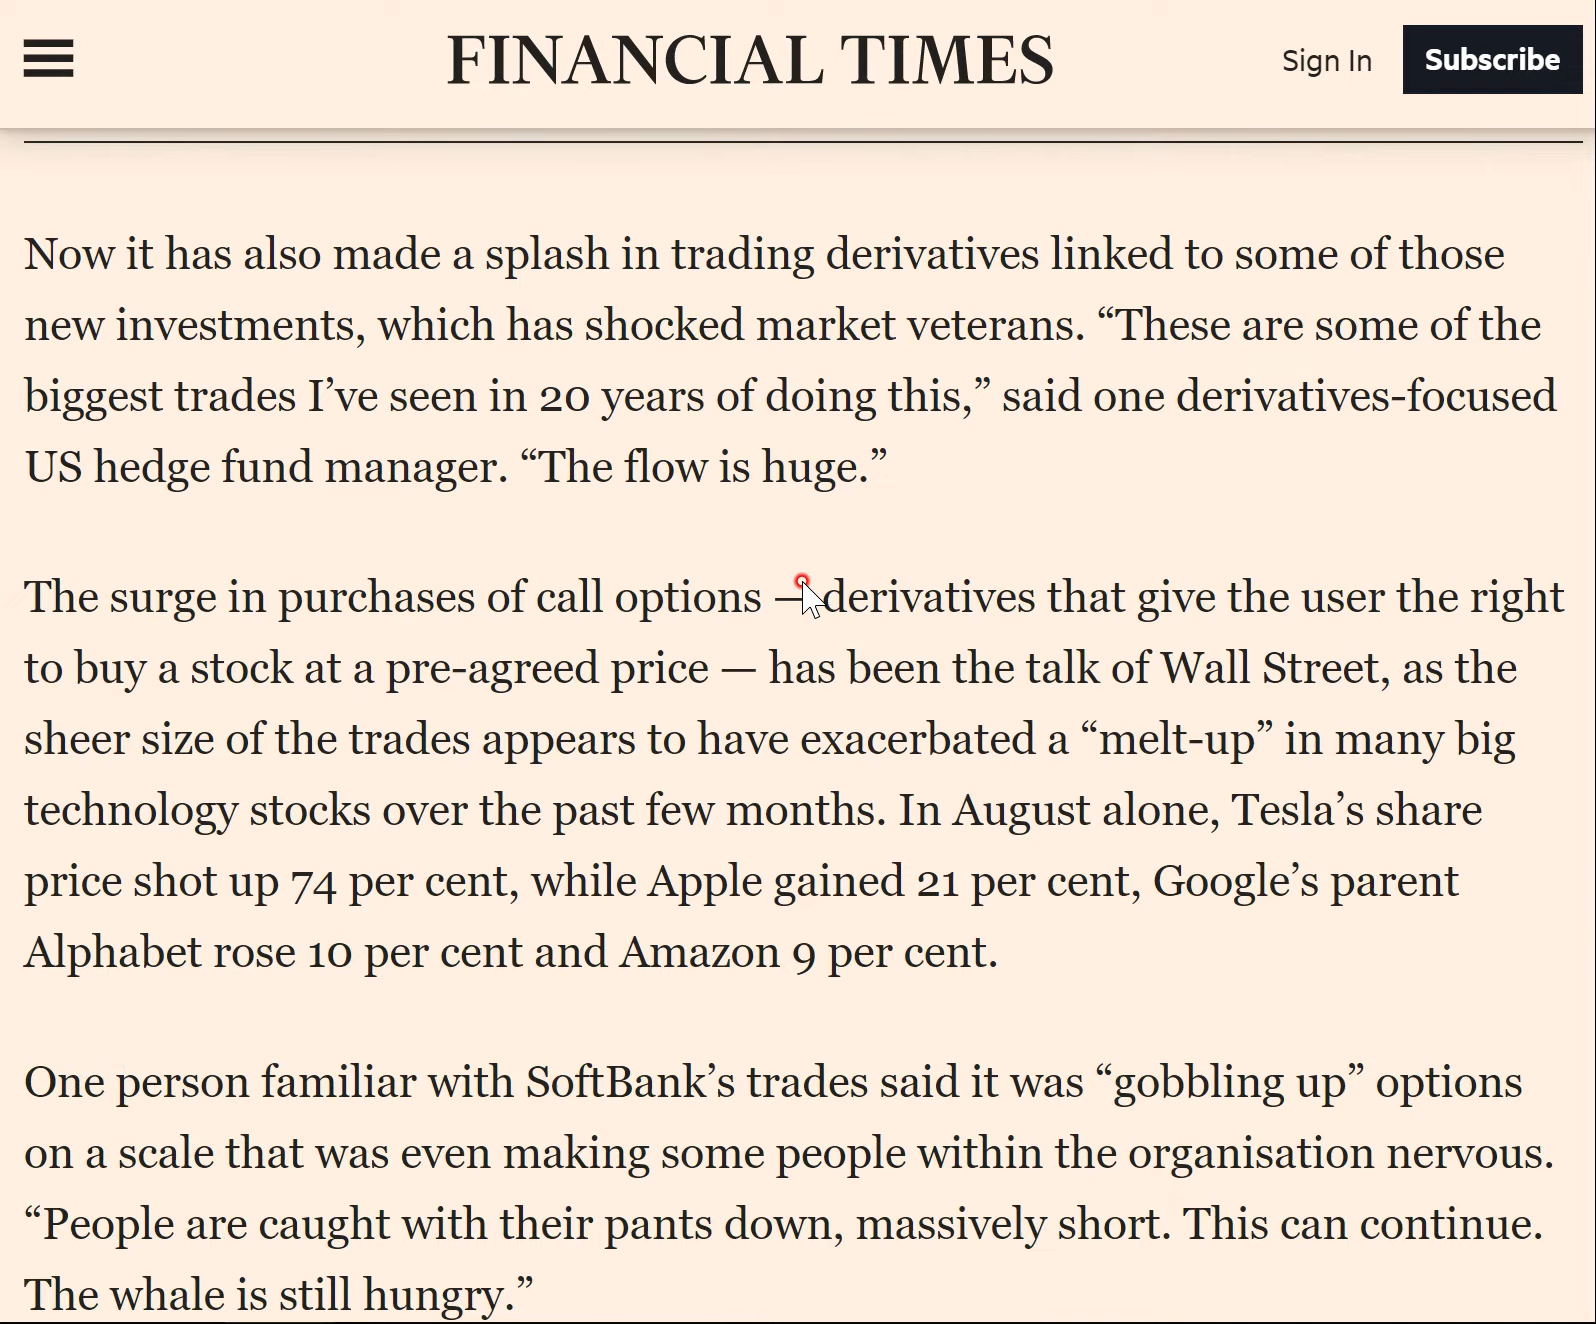 FINANCIAL TIMES
Sign In
Subscribe
Now it has also made a splash in trading derivatives linked to some of those
new investments, which has shocked market veterans. “These are some of the
biggest trades I’ve seen in 20 years of doing this,” said one derivatives-focused
US hedge fund manager. “The flow is huge.”
The surge in purchases of call options — derivatives that give the user the right
to buy a stock at a pre-agreed price — has been the talk of Wall Street, as the
sheer size of the trades appears to have exacerbated a “melt-up” in many big
technology stocks over the past few months. In August alone, Tesla’s share
price shot up 74 per cent, while Apple gained 21 per cent, Google’s parent
Alphabet rose 10 per cent and Amazon 9 per cent.
One person familiar with SoftBank’s trades said it was “gobbling up” options
on a scale that was even making some people within the organisation nervous.
“People are caught with their pants down, massively short. This can continue.
The whale is still hungry.”